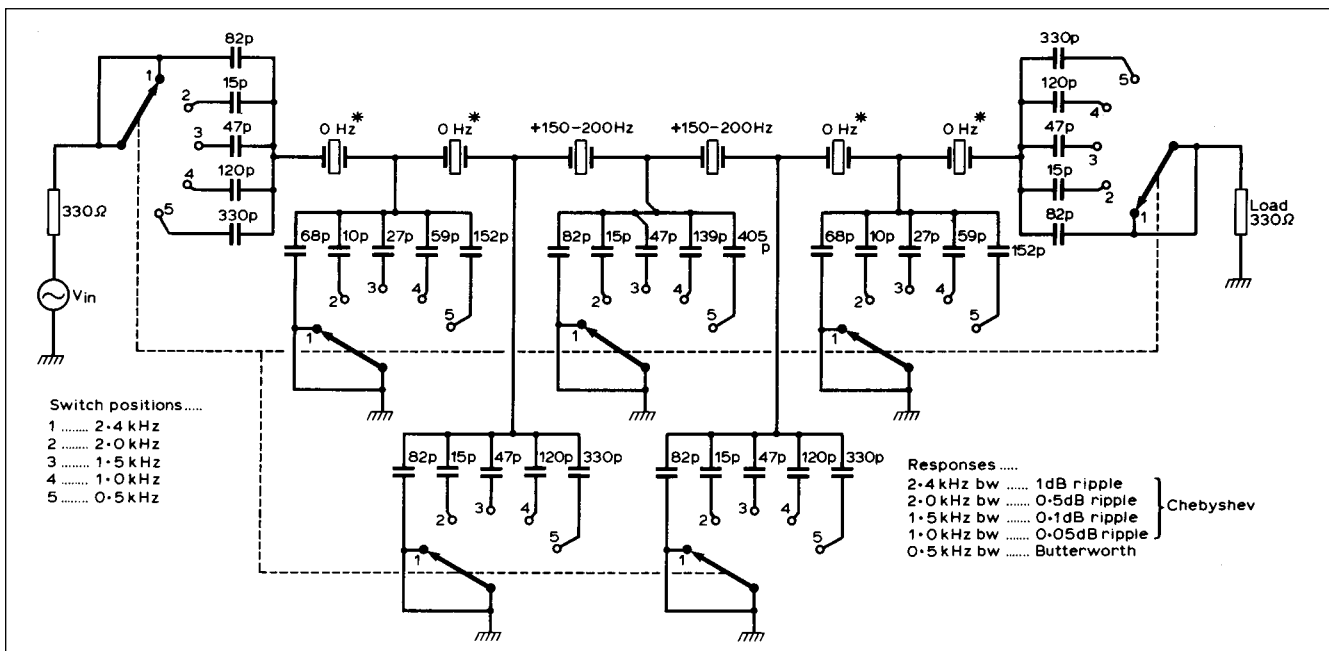 82p
1
15p
2
3
47p
4
120p
5
330p
330Ω
Vin
0 Hz*
0 Hz*
+150-200Hz
+150-200Hz
0 Hz*
0 Hz*
330p
5
120p
4
47p
3
15p
2
82p
1
Load
330Ω
68p
10p
27p
59p
152p
2
3
4
5
1
82p
15p
47p
139p
405
p
2
3
4
5
1
68p
10p
27p
59p
152p
2
3
4
5
1
Switch positions.....
1 ........ 2·4 kHz
2 ........ 2·0 kHz
3 ........ 1·5 kHz
4 ........ 1·0 kHz
5 ........ 0·5 kHz
82p
15p
47p
120p
330p
2
3
4
5
1
82p
15p
47p
120p
330p
2
3
4
5
1
Responses .....
2·4 kHz bw ...... 1dB ripple
2·0 kHz bw ...... 0·5dB ripple
1·5 kHz bw ...... 0·1dB ripple
1·0 kHz bw ...... 0·05dB ripple
Chebyshev
0·5 kHz bw ...... Butterworth